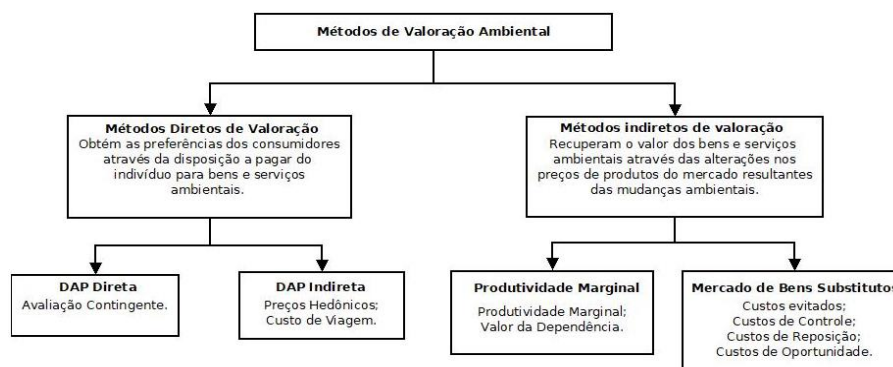 Métodos de Valoração Ambiental
Métodos Diretos de Valoração
Obtém as preferências dos consumidores
através da disposição a pagar do
indivíduo para bens e serviços
ambientais.
Métodos indiretos de valoração
Recuperam o valor dos bens e serviços
ambientais através das alterações nos
preços de produtos do mercado resultantes
das mudanças ambientais.
DAP Direta
Avaliação Contingente.
DAP Indireta
Preços Hedônicos;
Custo de Viagem.
Produtividade Marginal
Produtividade Marginal;
Valor da Dependência.
Mercado de Bens Substitutos
Custos evitados;
Custos de Controle;
Custos de Reposição;
Custos de Oportunidade.